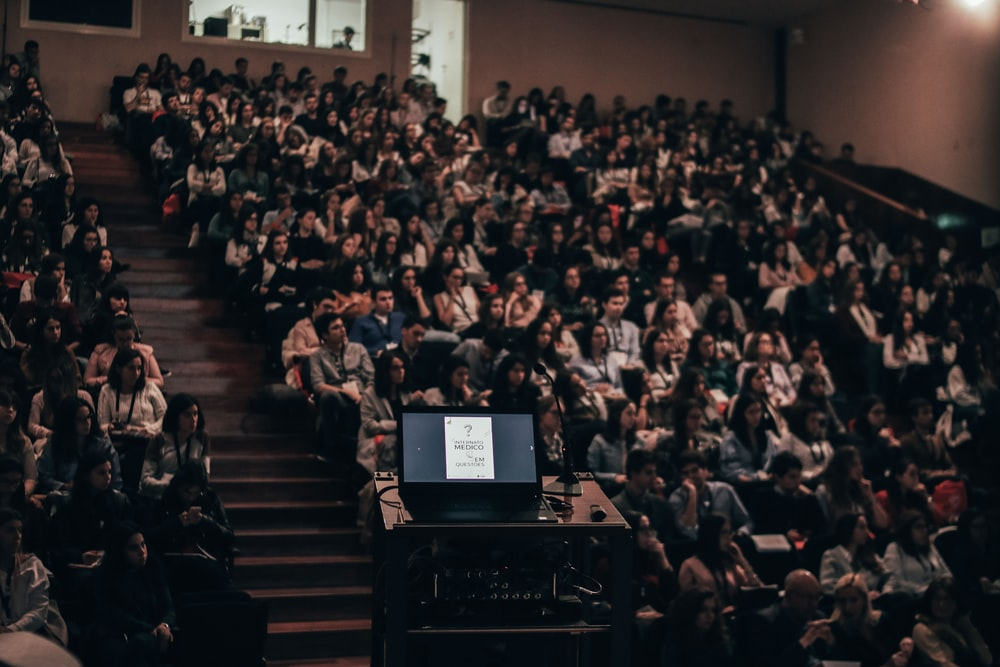 ?
INTERNATO
MÉDICO
EM
QUESTÕES